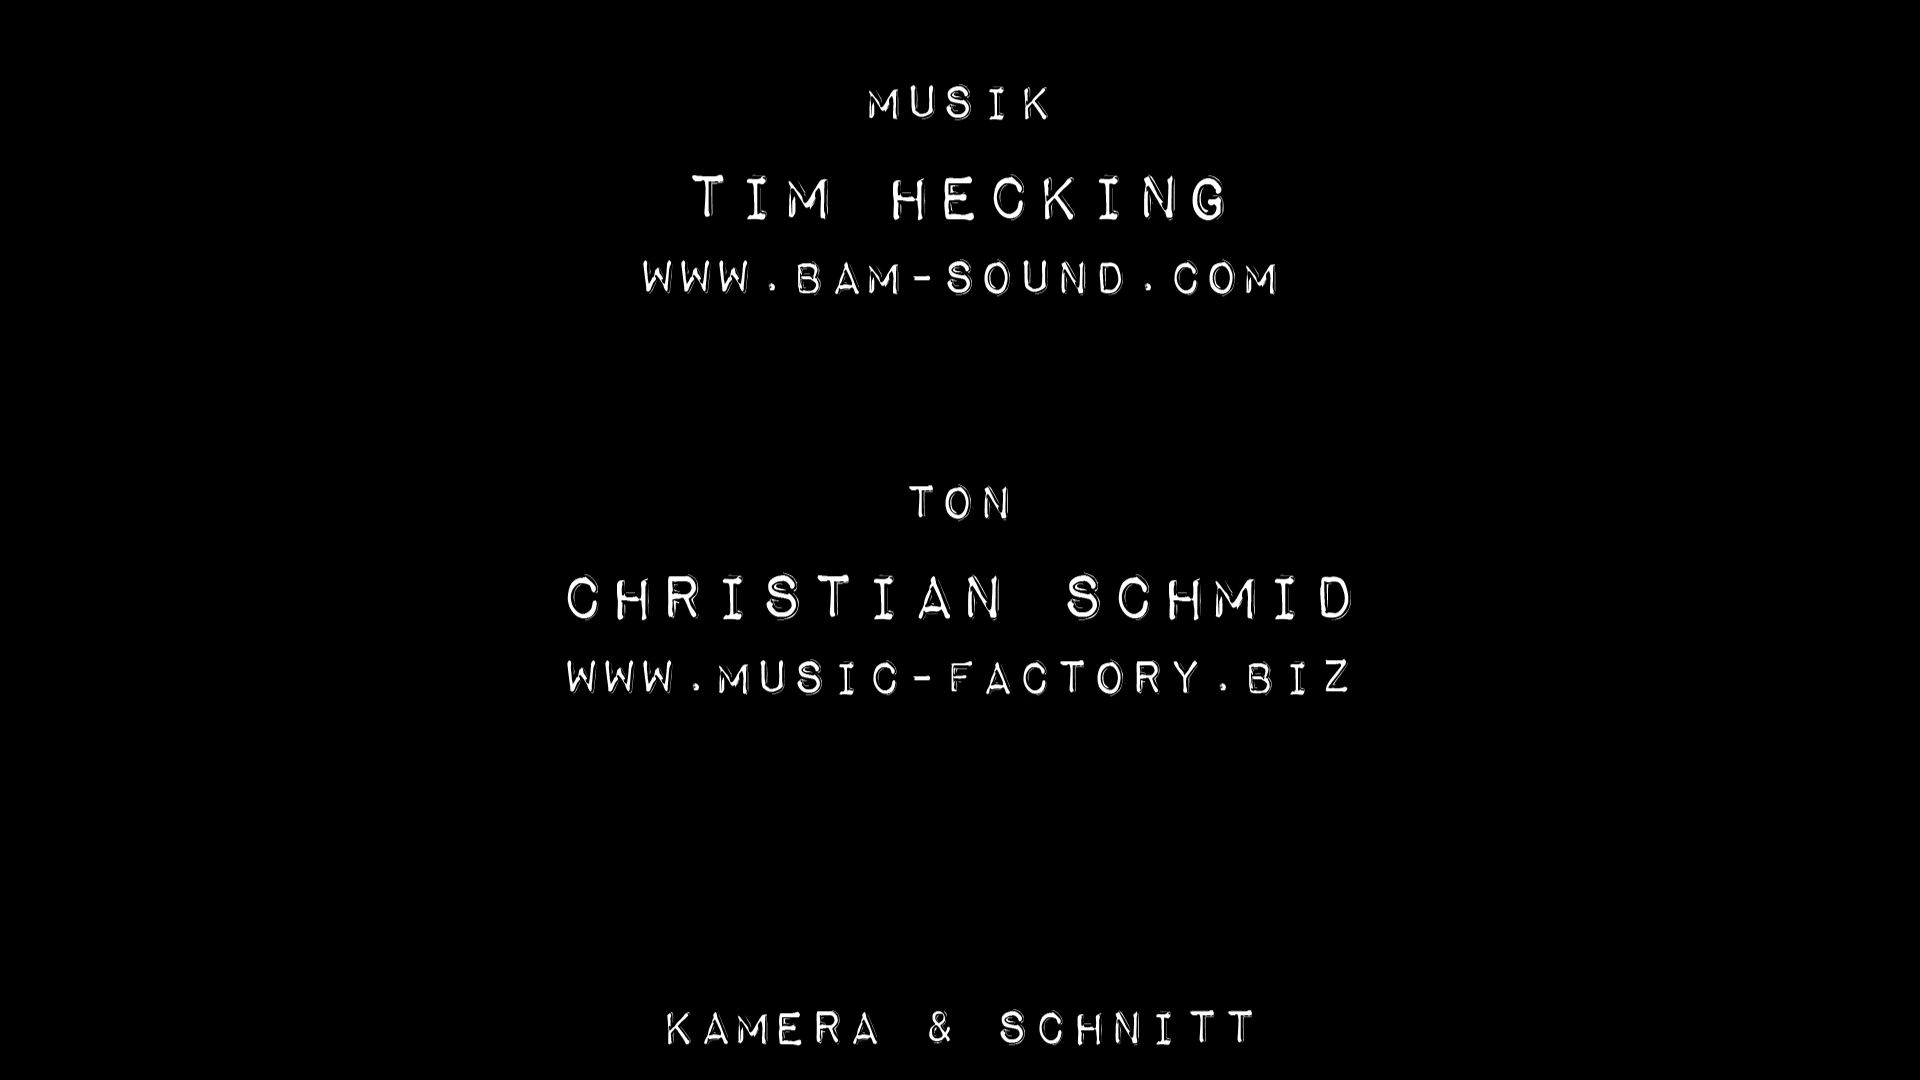 MUSIK
TIM HECKING
WWW.BAM-SOUND.COM
TON
CHRISTIAN SCHMID
WWW.MUSIC-FACTORY.BIZ
KAMERA & SCHNITT